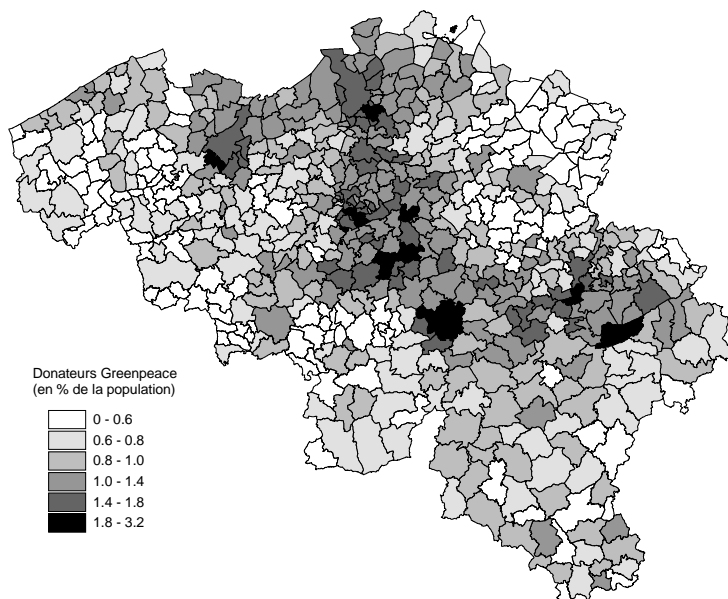 Donateurs Greenpeace
(en % de la population)
0 - 0.6
0.6 - 0.8
0.8 - 1.0
1.0 - 1.4
1.4 - 1.8
1.8 - 3.2